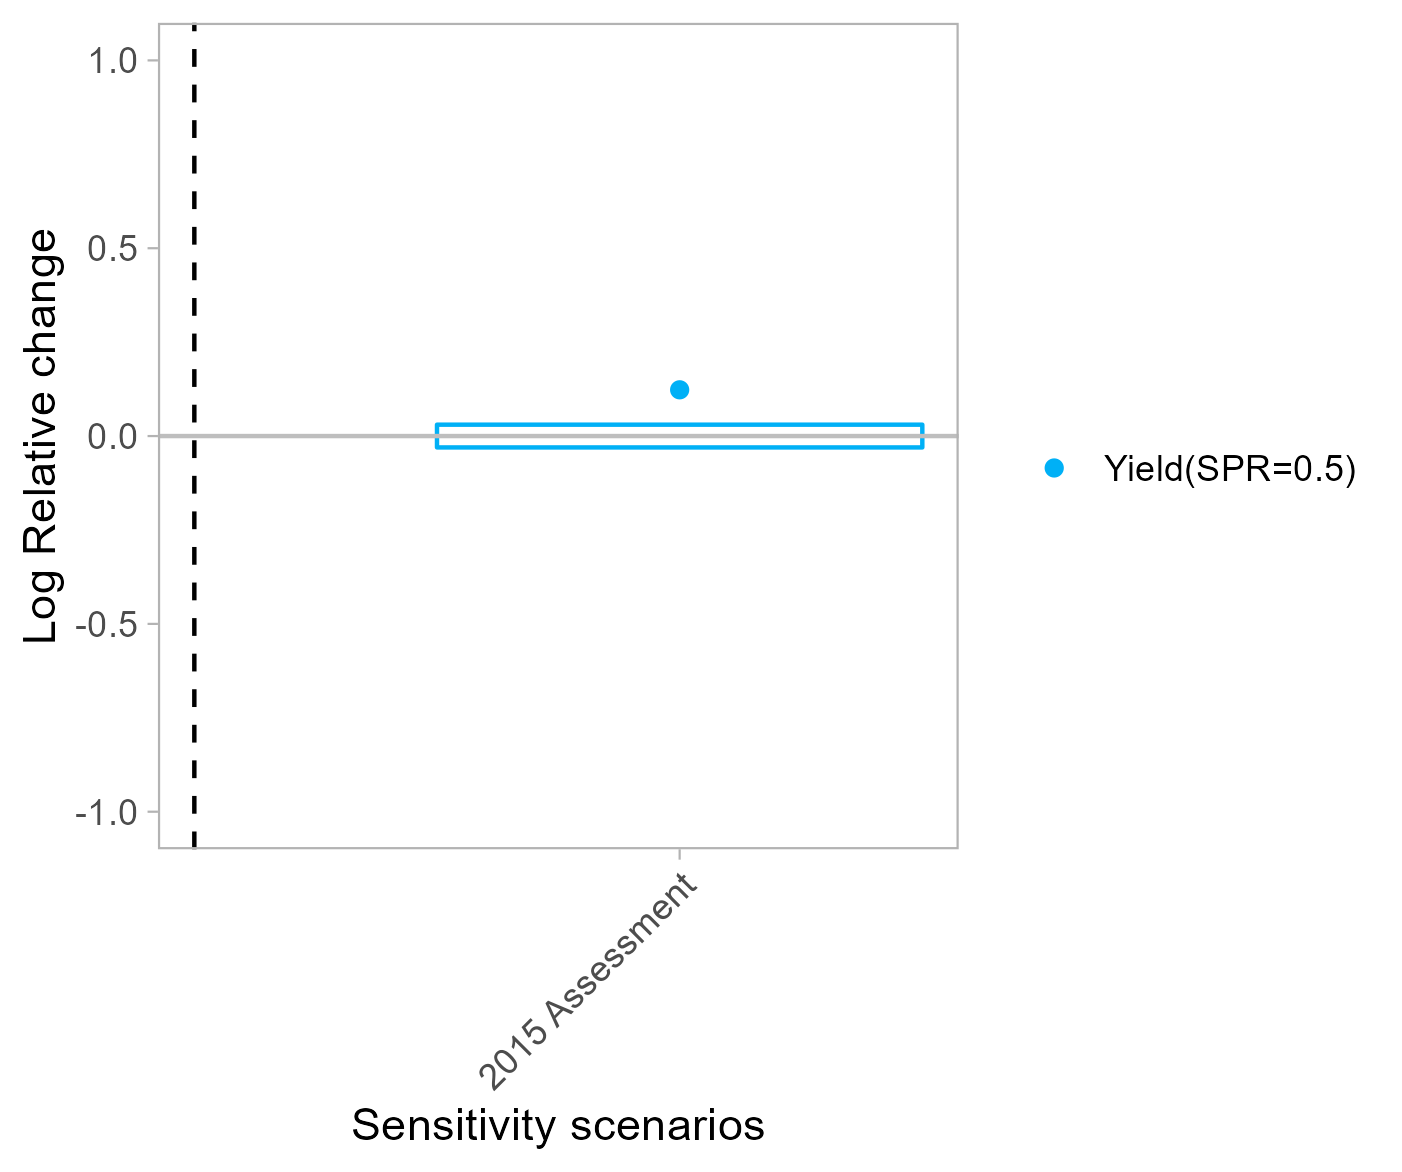 Log Relative change
1.0
0.5
0.0
-0.5
-1.0
2015 Assessment
Sensitivity scenarios
Yield(SPR=0.5)